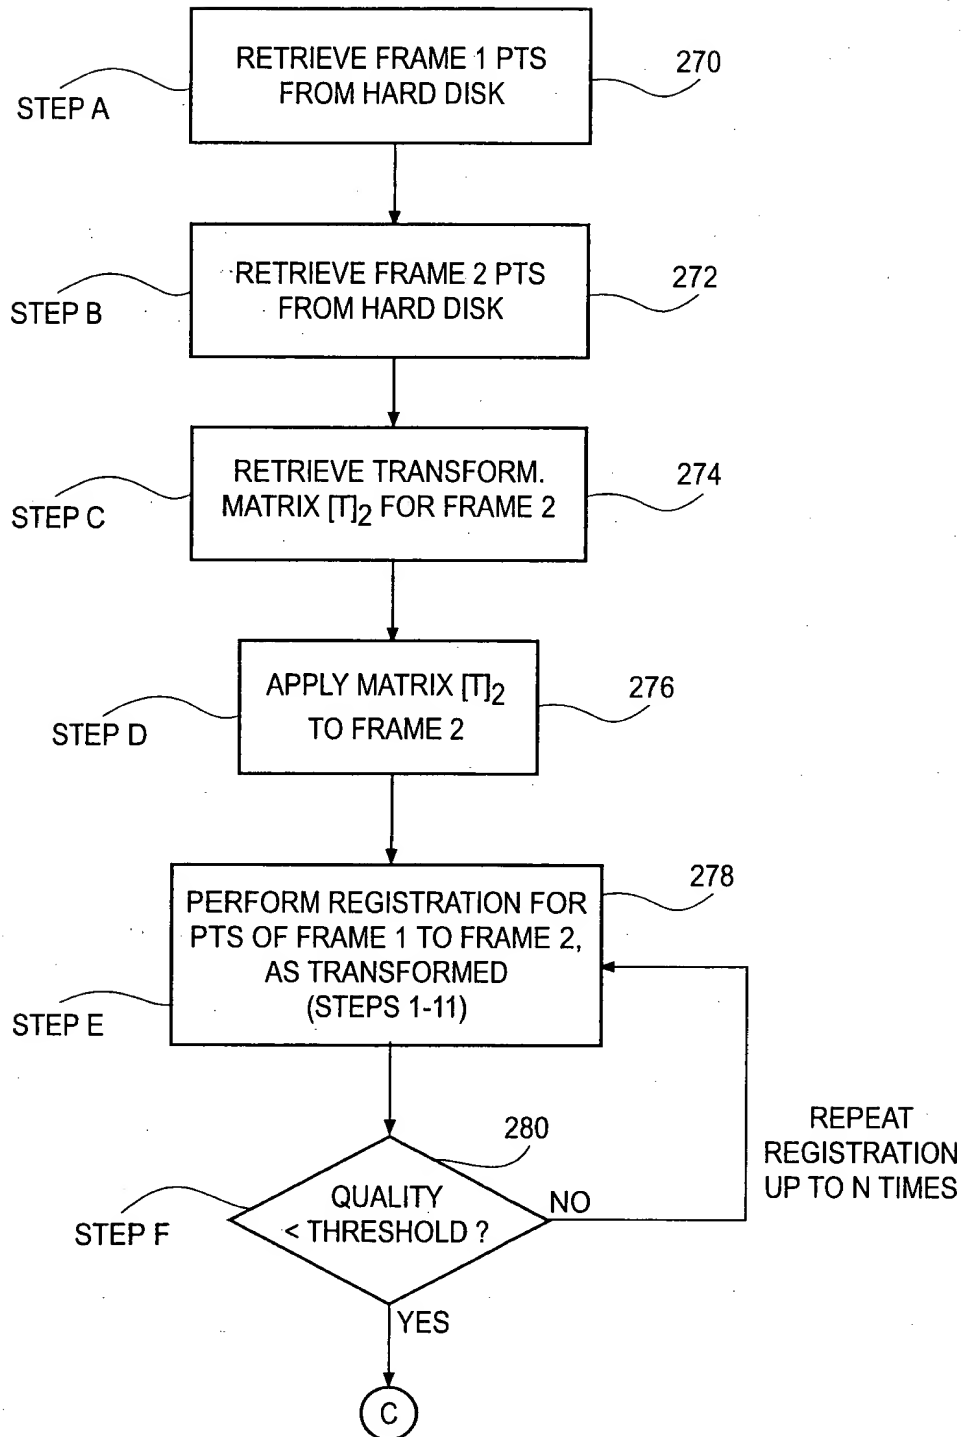 RETRIEVE FRAME 1 PTS
FROM HARD DISK
270
STEP A
RETRIEVE FRAME 2 PTS
FROM HARD DISK
272
STEP B
RETRIEVE TRANSFORM.
MATRIX [T]2 FOR FRAME 2
274
STEP C
APPLY MATRIX [T]2
TO FRAME 2
276
STEP D
PERFORM REGISTRATION FOR
PTS OF FRAME 1 TO FRAME 2,
AS TRANSFORMED
(STEPS 1-11)
278
STEP E
QUALITY
< THRESHOLD ?
280
STEP F
NO
REPEAT
REGISTRATION
UP TO N TIMES
YES
C